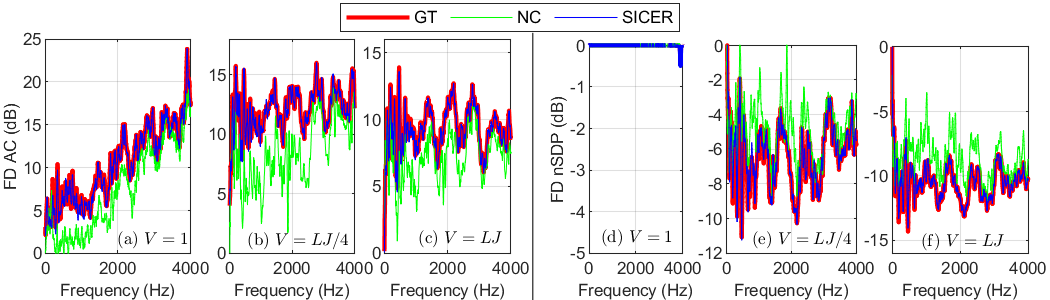 GT NC SICER
FD AC (dB)
25
20
15
10
5
0
(a) V = 1
0 2000 4000
Frequency (Hz)
15
10
5
0
(b) V = LJ/4
0 2000 4000
Frequency (Hz)
15
10
5
0
(c) V = LJ
0 2000 4000
Frequency (Hz)
FD nSDP (dB)
0
-1
-2
-3
-4
-5
(d) V = 1
0 2000 4000
Frequency (Hz)
0
-2
-4
-6
-8
-10
-12
(e) V = LJ/4
0 2000 4000
Frequency (Hz)
0
-5
-10
-15
(f) V = LJ
0 2000 4000
Frequency (Hz)